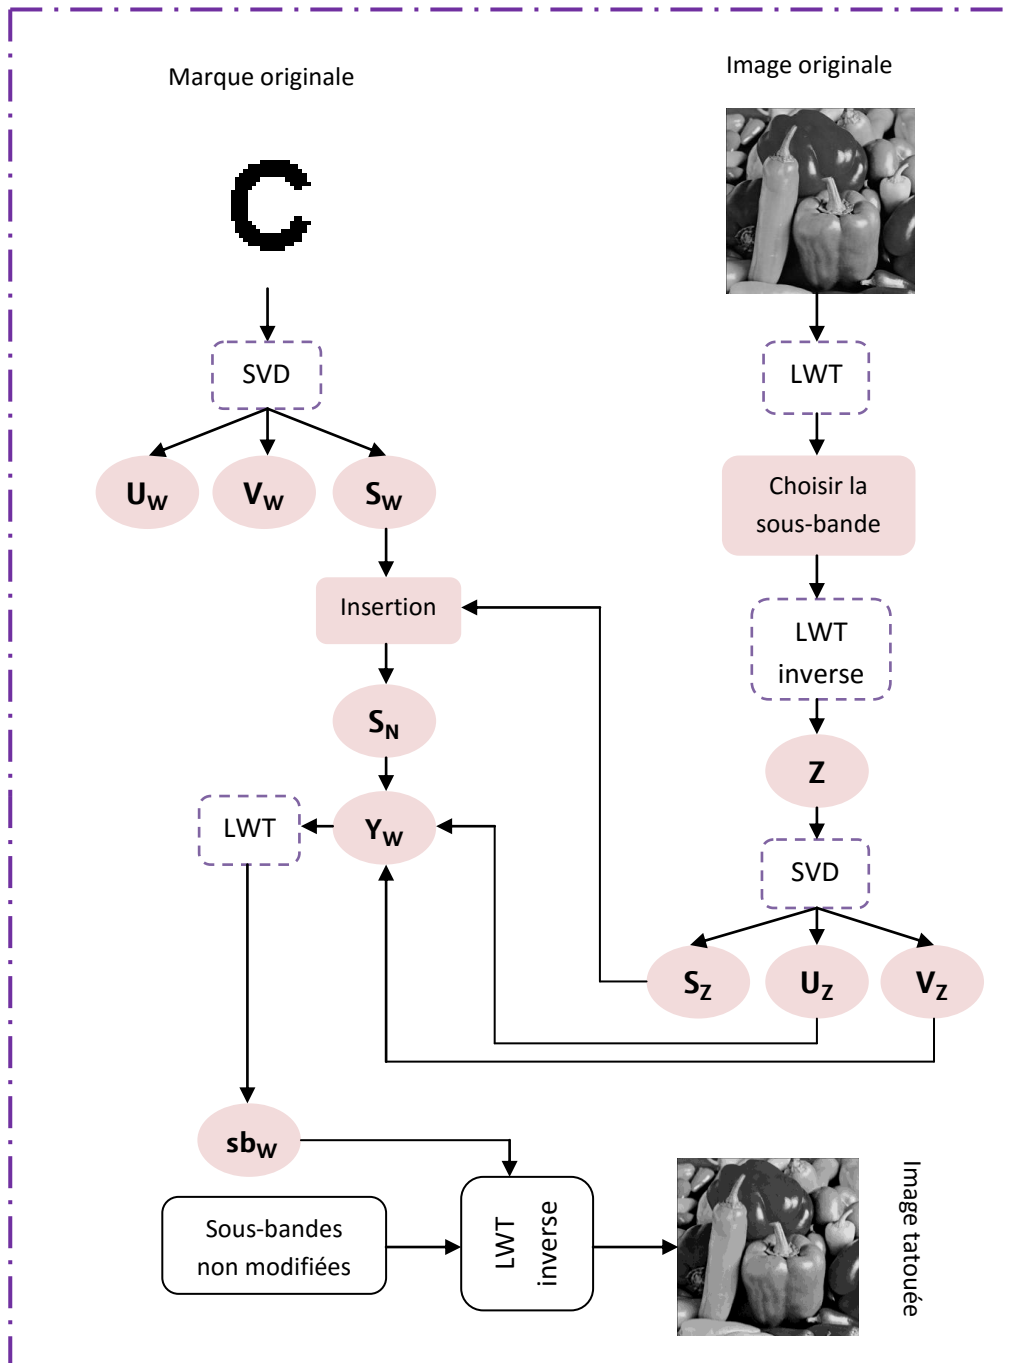 Marque originale
Image originale
C
SVD
LWT
U_W
V_W
S_W
Choisir la
sous-bande
Insertion
LWT
inverse
S_N
Z
LWT
Y_W
SVD
S_Z
U_Z
V_Z
sb_W
Sous-bandes
non modifiées
LWT
inverse
Image tatouée